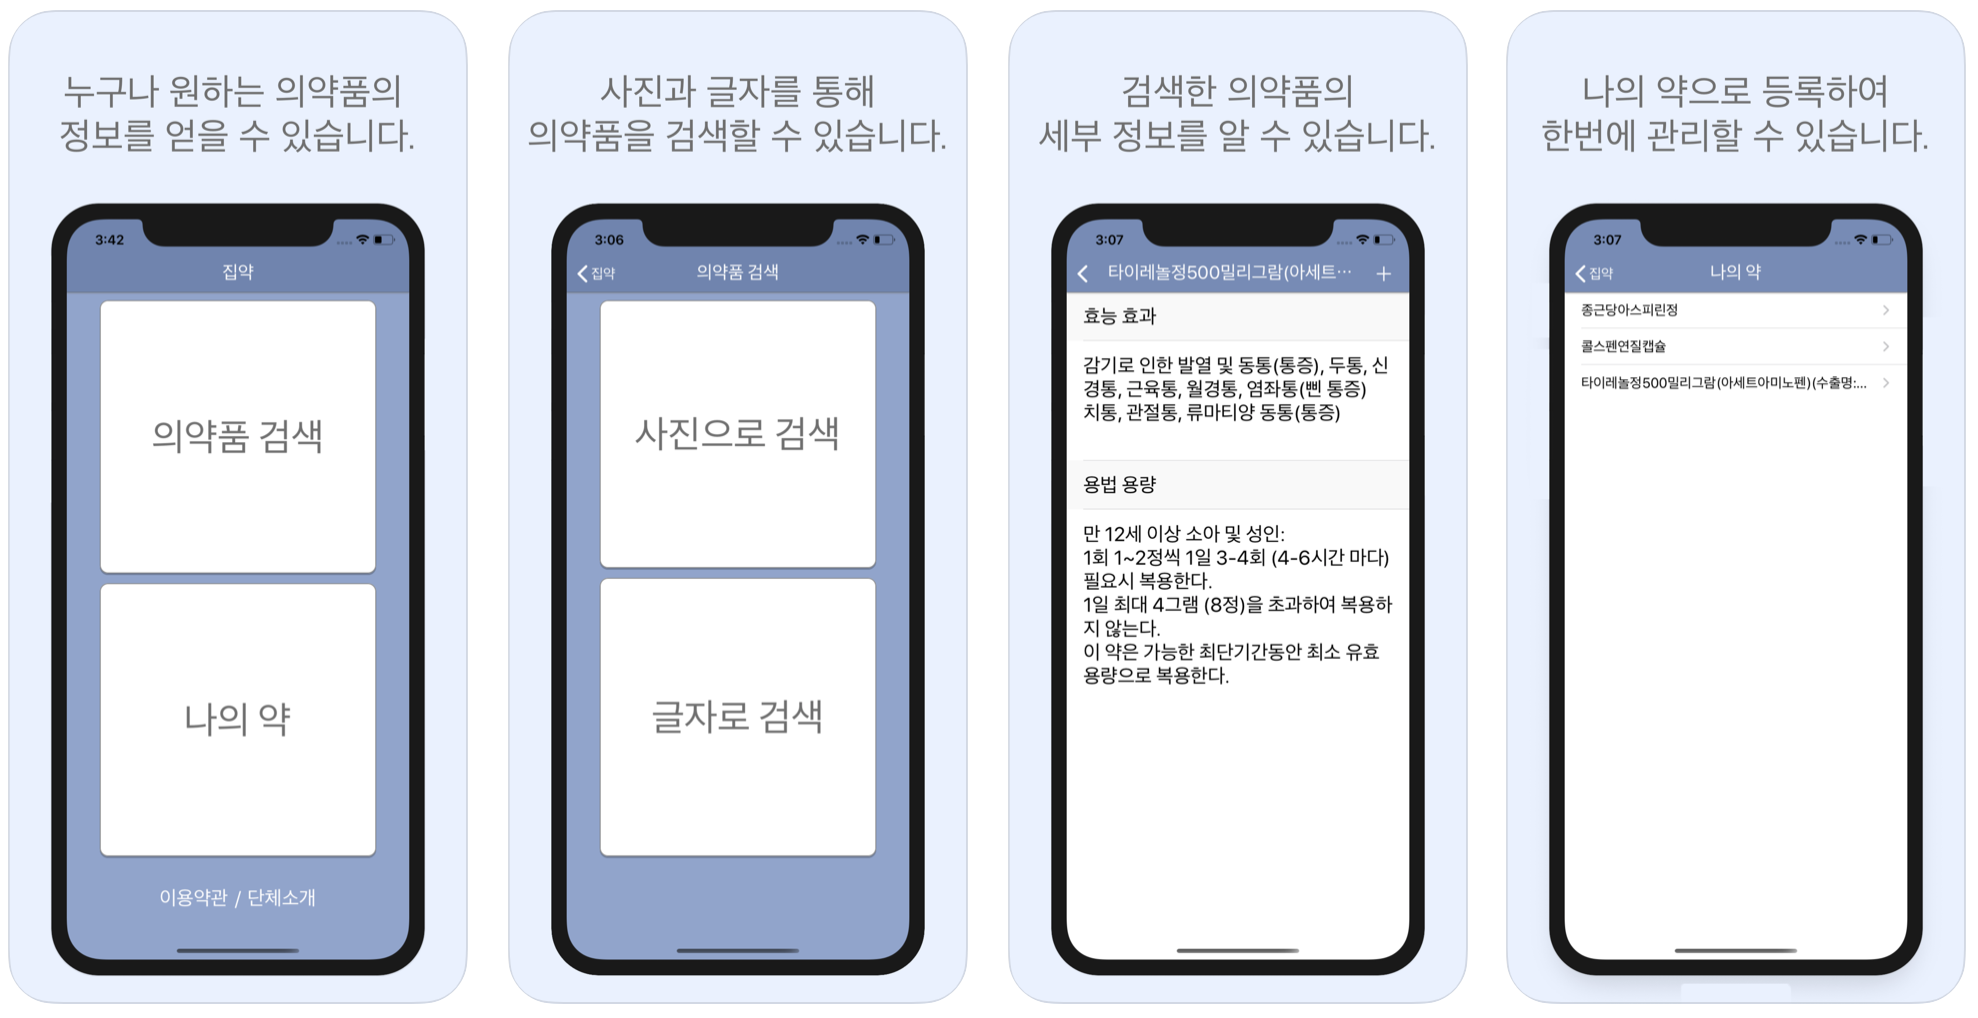 누구나 원하는 의약품의
정보를 얻을 수 있습니다.
3:42
집약
의약품 검색
나의 약
이용약관 / 단체소개
사진과 글자를 통해
의약품을 검색할 수 있습니다.
3:06
집약
의약품 검색
사진으로 검색
글자로 검색
검색한 의약품의
세부 정보를 알 수 있습니다.
3:07
타이레놀정500밀리그람(아세트…
효능 효과
감기로 인한 발열 및 동통(통증), 두통, 신
경통, 근육통, 월경통, 염좌통(삔 통증)
치통, 관절통, 류마티양 동통(통증)
용법 용량
만 12세 이상 소아 및 성인:
1회 1~2정씩 1일 3-4회 (4-6시간 마다)
필요시 복용한다.
1일 최대 4그램 (8정)을 초과하여 복용하
지 않는다.
이 약은 가능한 최단기간동안 최소 유효
용량으로 복용한다.
나의 약으로 등록하여
한번에 관리할 수 있습니다.
3:07
집약
나의 약
종근당아스피린정
콜스펜연질캡슐
타이레놀정500밀리그람(아세트아미노펜)(수출명:...